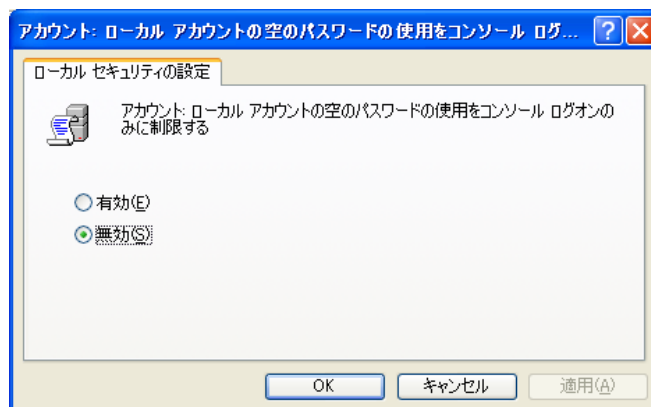 アカウント: ローカル アカウントの空のパスワードの使用をコンソール ログ...
ローカル セキュリティの設定
アカウント: ローカル アカウントの空のパスワードの使用をコンソール ログオンの
みに制限する
有効(E)
無効(S)
OK
キャンセル
適用(A)